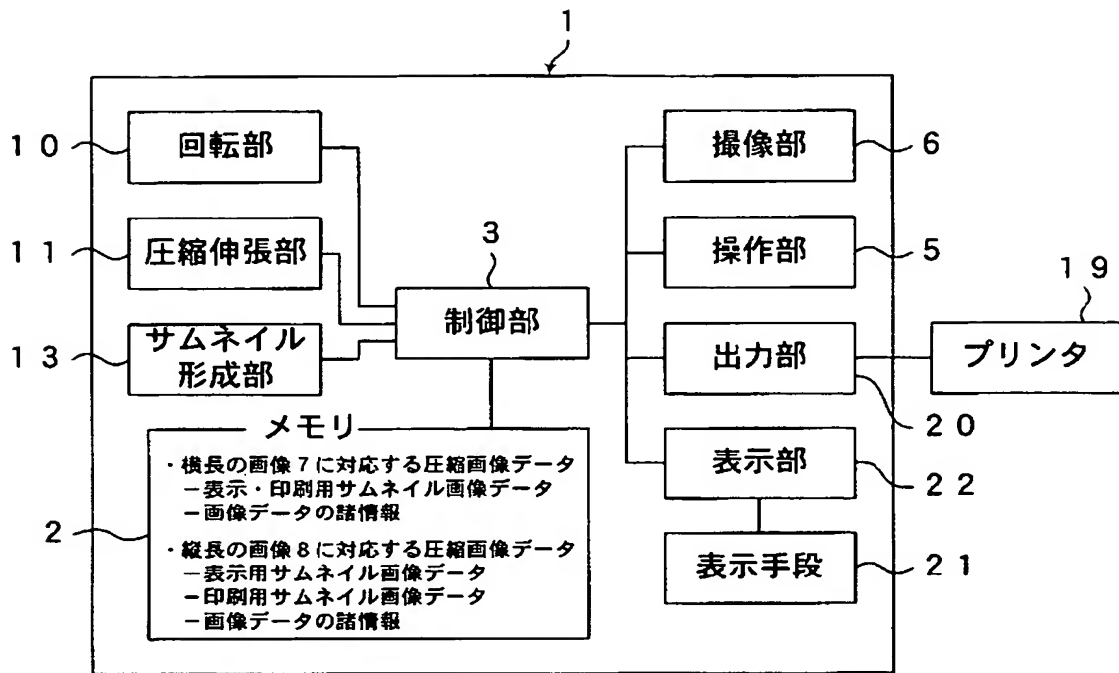 1
10
回転部
撮像部
6
11
圧縮伸張部
3
制御部
操作部
5
19
プリンタ
13
サムネイル
形成部
出力部
20
メモリ
・横長の画像7に対応する圧縮画像データ
－表示・印刷用サムネイル画像データ
－画像データの諸情報
2
・縦長の画像8に対応する圧縮画像データ
－表示用サムネイル画像データ
－印刷用サムネイル画像データ
－画像データの諸情報
表示部
22
表示手段
21